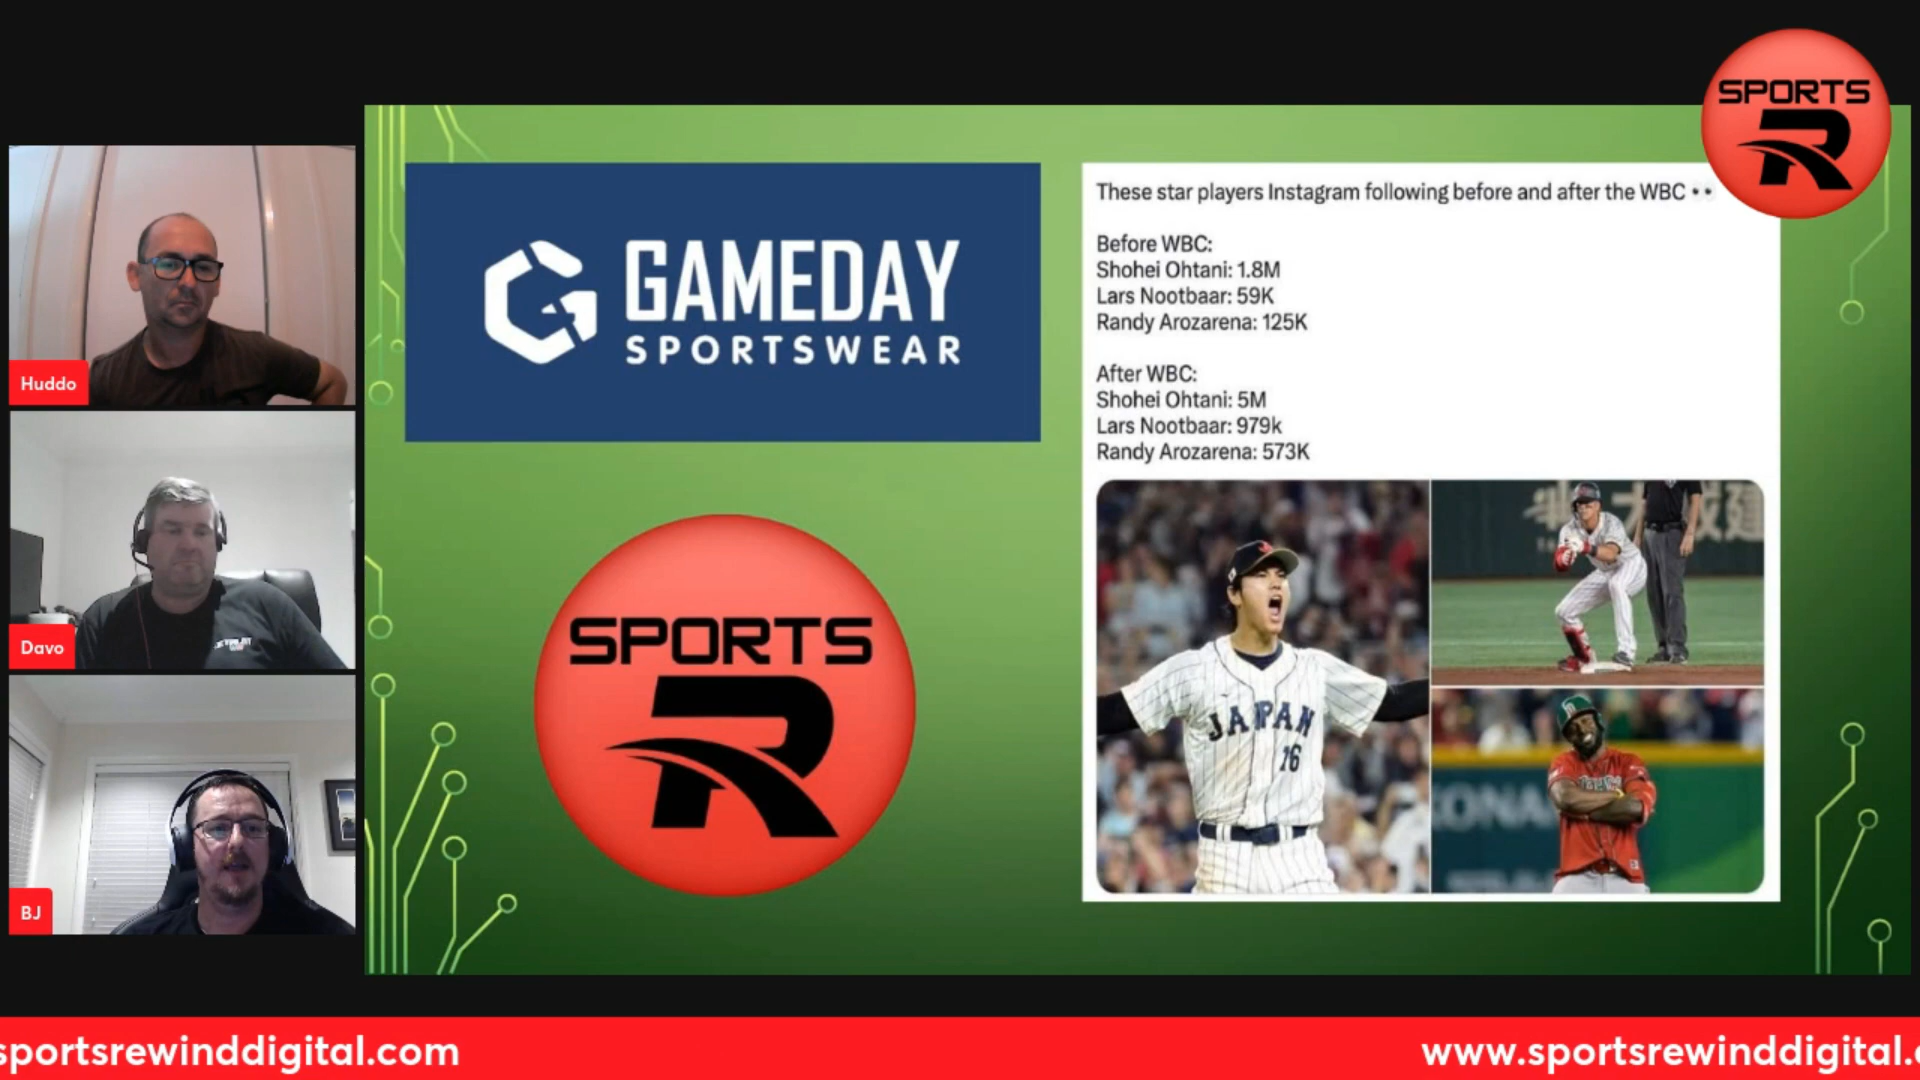 SPORTS
R
Huddo
Davo
BJ
GAMEDAY
SPORTSWEAR
SPORTS
R
These star players Instagram following before and after the WBC
Before WBC:
Shohei Ohtani: 1.8M
Lars Nootbaar: 59K
Randy Arozarena: 125K
After WBC:
Shohei Ohtani: 5M
Lars Nootbaar: 979k
Randy Arozarena: 573K
JAPAN
16
sportsrewinddigital.com
www.sportsrewinddigital.